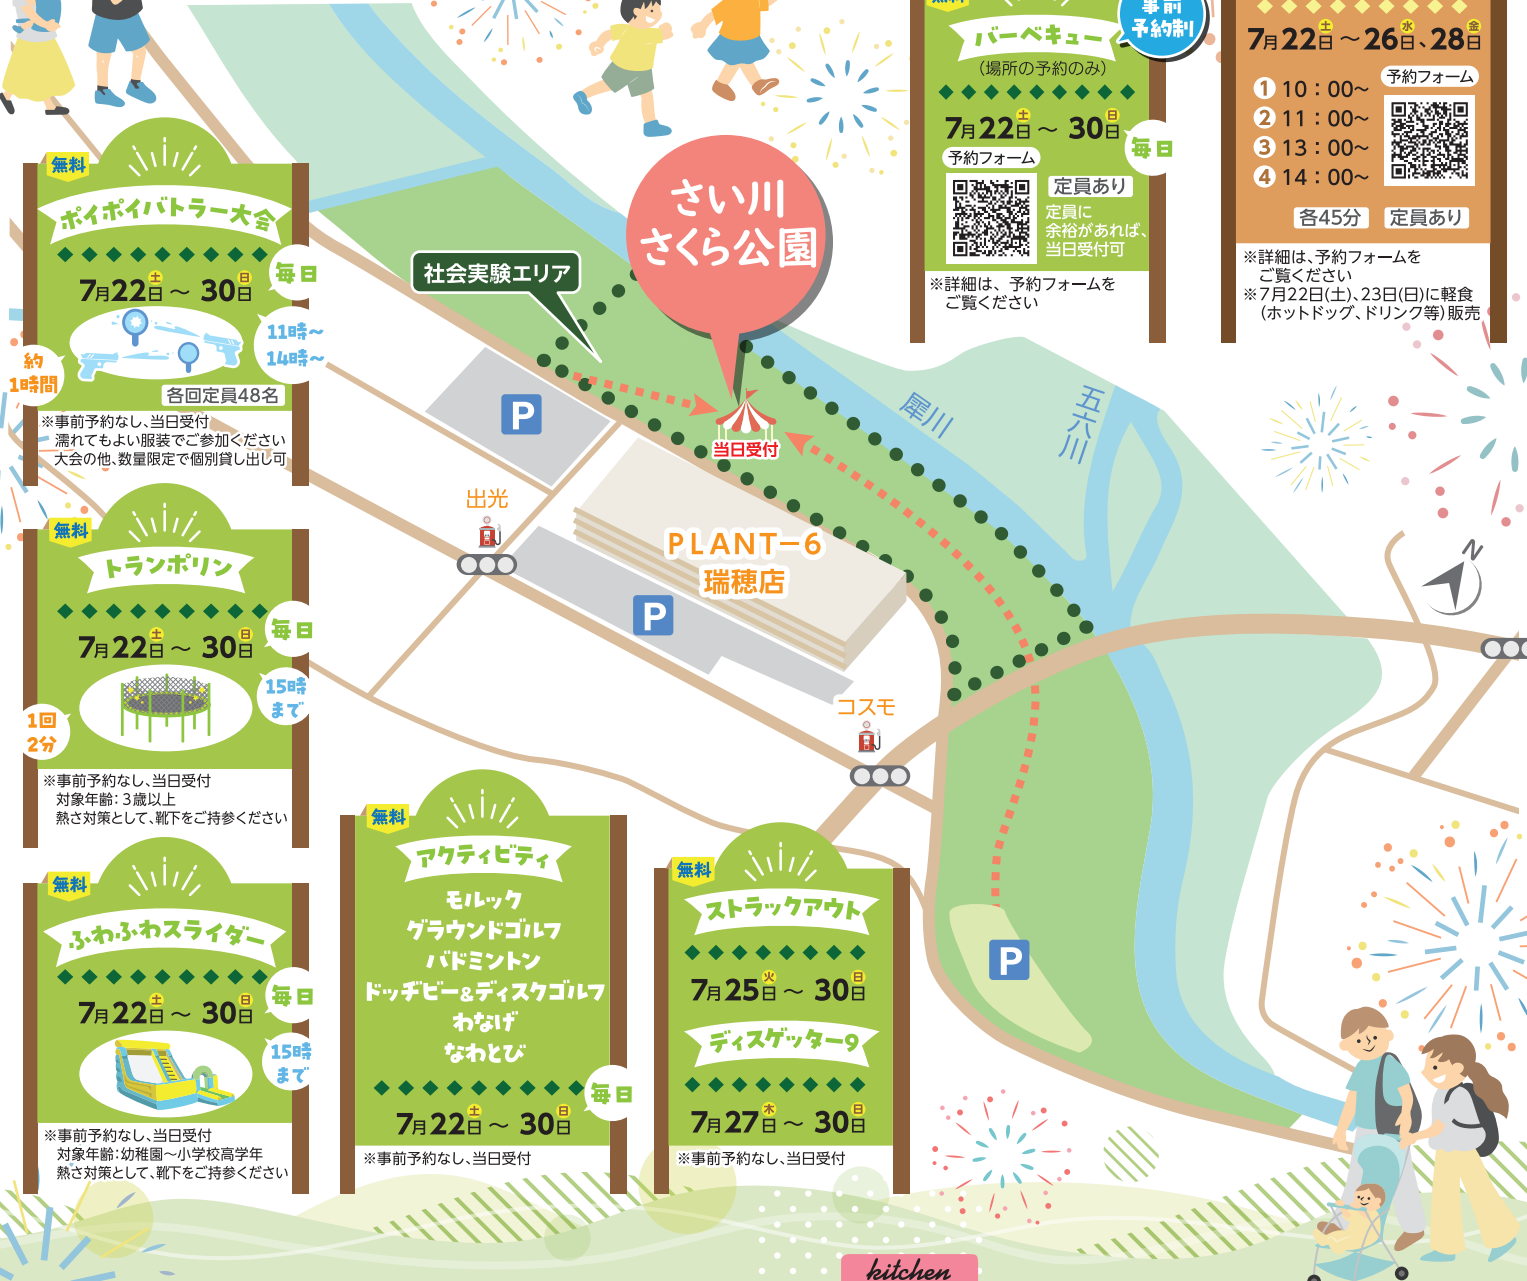 無料
ポイポイバトラー大会
7月22日土～30日日
毎日
11時～
14時～
約
1時間
各回定員48名
※事前予約なし、当日受付
濡れてもよい服装でご参加ください
大会の他、数量限定で個別貸し出し可
無料
トランポリン
7月22日土～30日日
毎日
15時
まで
1回
2分
※事前予約なし、当日受付
対象年齢：3歳以上
熱さ対策として、靴下をご持参ください
無料
ふわふわスライダー
7月22日土～30日日
毎日
15時
まで
※事前予約なし、当日受付
対象年齢：幼稚園～小学校高学年
熱さ対策として、靴下をご持参ください
無料
アクティビティ
モルック
グラウンドゴルフ
バドミントン
ドッヂビー&ディスクゴルフ
わなげ
なわとび
7月22日土～30日日
毎日
※事前予約なし、当日受付
無料
ストラックアウト
7月25日火～30日日
ディスゲッター9
7月27日木～30日日
※事前予約なし、当日受付
さい川
さくら公園
社会実験エリア
当日受付
P
出光
PLANT－6
瑞穂店
P
コスモ
P
犀川
五六川
N
事前
予約制
バーベキュー
（場所の予約のみ）
7月22日土～30日日
毎日
予約フォーム
定員あり
定員に
余裕があれば、
当日受付可
※詳細は、予約フォームを
ご覧ください
7月22日土～26日水、28日金
予約フォーム
1 10：00～
2 11：00～
3 13：00～
4 14：00～
各45分 定員あり
※詳細は、予約フォームを
ご覧ください
※7月22日(土)、23日(日)に軽食
（ホットドッグ、ドリンク等）販売
kitchen